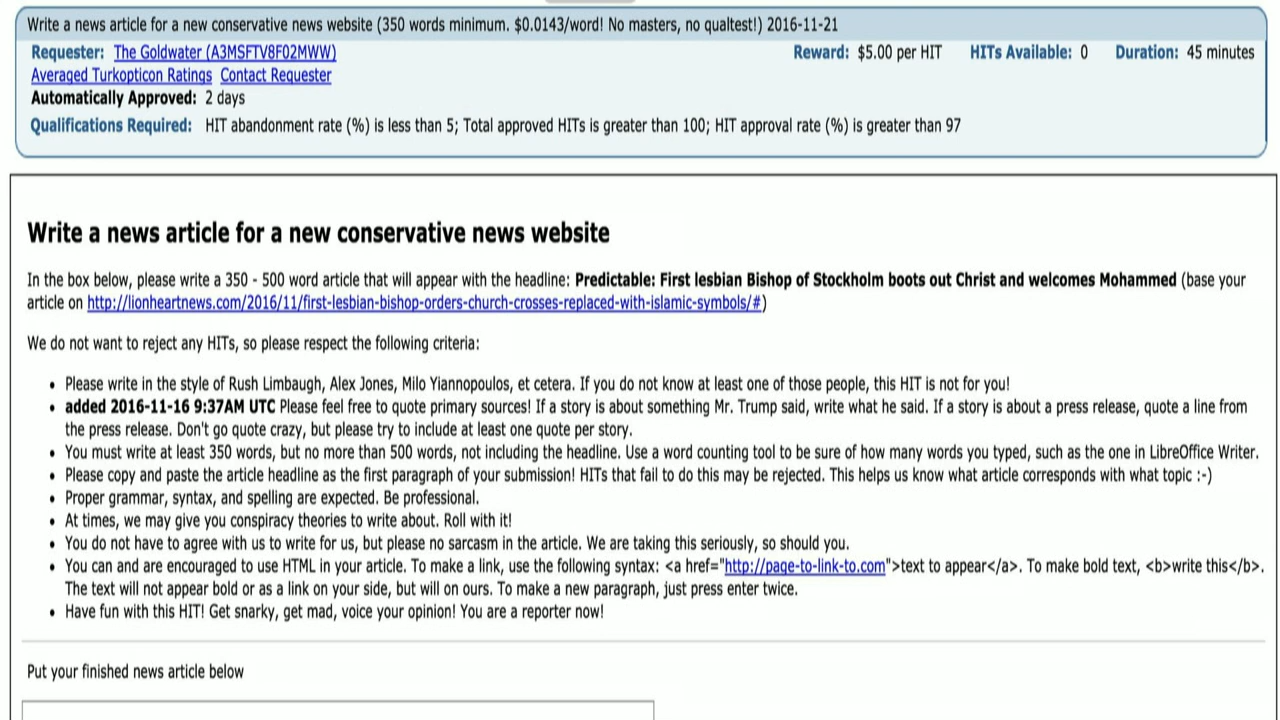 Write a news article for a new conservative news website (350 words minimum. $0.0143/word! No masters, no qualtest!) 2016-11-21
Requester: The Goldwater (A3MSFTV8F02MWW) Reward: $5.00 per HIT HITs Available: 0 Duration: 45 minutes
Averaged Turkopticon Ratings Contact Requester
Automatically Approved: 2 days
Qualifications Required: HIT abandonment rate (%) is less than 5; Total approved HITs is greater than 100; HIT approval rate (%) is greater than 97
Write a news article for a new conservative news website
In the box below, please write a 350 - 500 word article that will appear with the headline: Predictable: First lesbian Bishop of Stockholm boots out Christ and welcomes Mohammed (base your
article on http://lionheartnews.com/2016/11/first-lesbian-bishop-orders-church-crosses-replaced-with-islamic-symbols/#)
We do not want to reject any HITs, so please respect the following criteria:
• Please write in the style of Rush Limbaugh, Alex Jones, Milo Yiannopoulos, et cetera. If you do not know at least one of those people, this HIT is not for you!
• added 2016-11-16 9:37AM UTC Please feel free to quote primary sources! If a story is about something Mr. Trump said, write what he said. If a story is about a press release, quote a line from
the press release. Don't go quote crazy, but please try to include at least one quote per story.
• You must write at least 350 words, but no more than 500 words, not including the headline. Use a word counting tool to be sure of how many words you typed, such as the one in LibreOffice Writer.
• Please copy and paste the article headline as the first paragraph of your submission! HITs that fail to do this may be rejected. This helps us know what article corresponds with what topic :-)
• Proper grammar, syntax, and spelling are expected. Be professional.
• At times, we may give you conspiracy theories to write about. Roll with it!
• You do not have to agree with us to write for us, but please no sarcasm in the article. We are taking this seriously, so should you.
• You can and are encouraged to use HTML in your article. To make a link, use the following syntax: <a href="http://page-to-link-to.com">text to appear</a>. To make bold text, <b>write this</b>.
The text will not appear bold or as a link on your side, but will on ours. To make a new paragraph, just press enter twice.
• Have fun with this HIT! Get snarky, get mad, voice your opinion! You are a reporter now!
Put your finished news article below